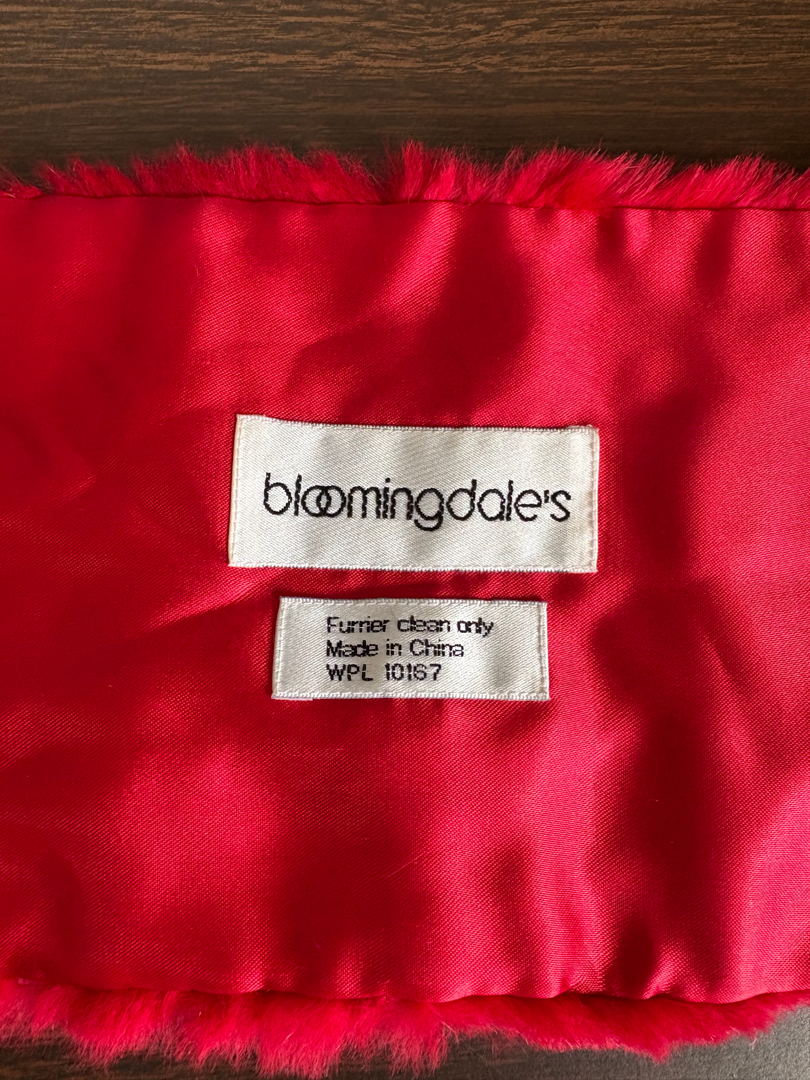 bloomingdale's
Furrier clean only
Made in China
WPL 10167